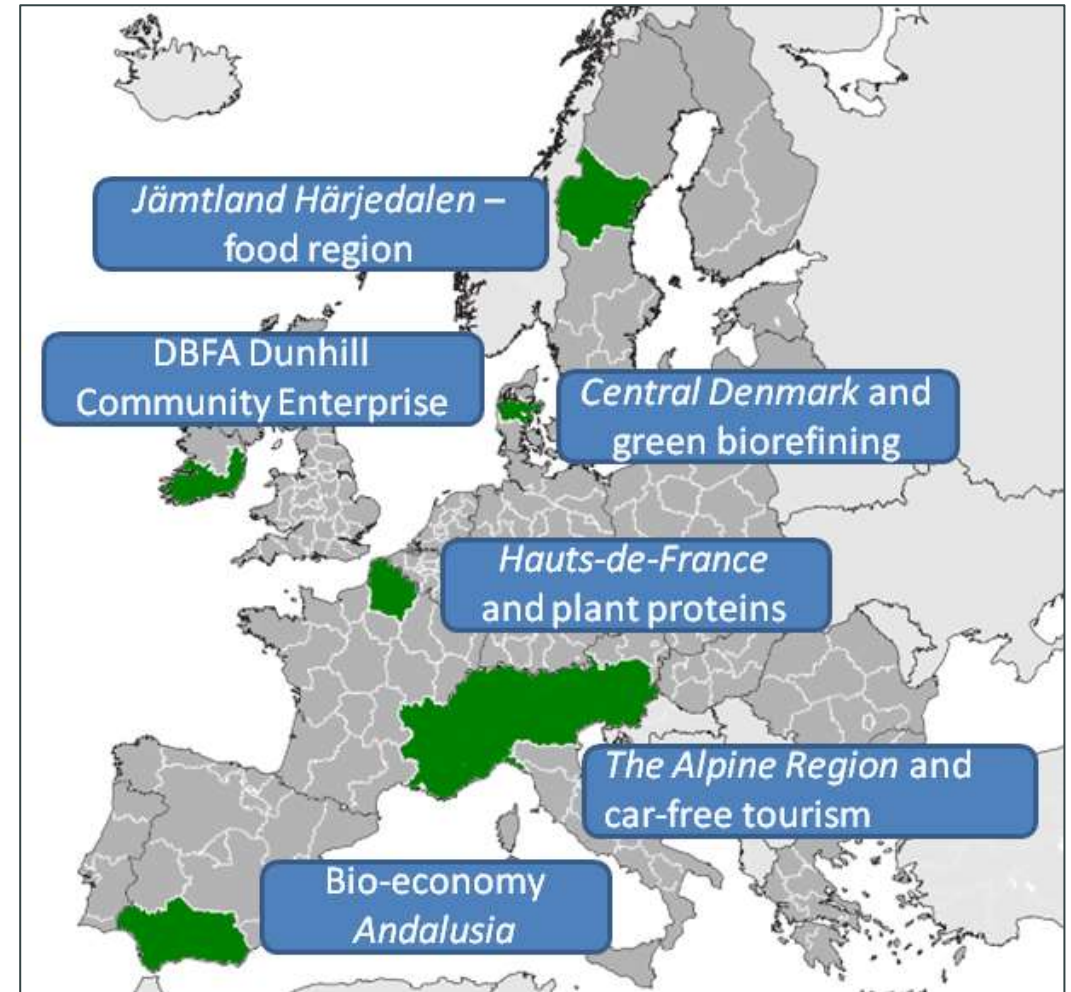 Jämtland Härjedalen –
food region
DBFA Dunhill
Community Enterprise
Central Denmark and
green biorefining
Hauts-de-France
and plant proteins
The Alpine Region and
car-free tourism
Bio-economy
Andalusia